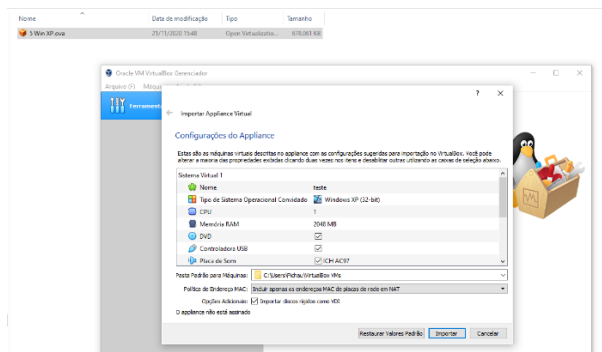 Nome Data de modificação Tipo Tamanho
5 Win XP.ova 23/11/2020 15:48 Open Virtualizatio...
Oracle VM VirtualBox Gerenciador
Arquivo (F)
Importar Appliance Virtual
Configurações do Appliance
Estas são as máquinas virtuais descritas no appliance com as configurações sugeridas para importação no VirtualBox. Você pode
alterar a maioria das propriedades exibidas clicando duas vezes nos itens e desabilitar outras utilizando as caixas de seleção abaixo.
Sistema Virtual 1
Nome teste
Tipo de Sistema Operacional Convidado Windows XP (32-bit)
CPU 1
Memória RAM 2048 MB
DVD
Controladora USB
Placa de Som ICH AC97
Pasta Padrão para Máquinas: C:\Users\Pichau\VirtualBox VMs
Política de Endereço MAC: Incluir apenas os endereços MAC de placas de rede em NAT
Opções Adicionais: Importar discos rígidos como VDI
O appliance não está assinado
Restaurar Valores Padrão Importar Cancelar